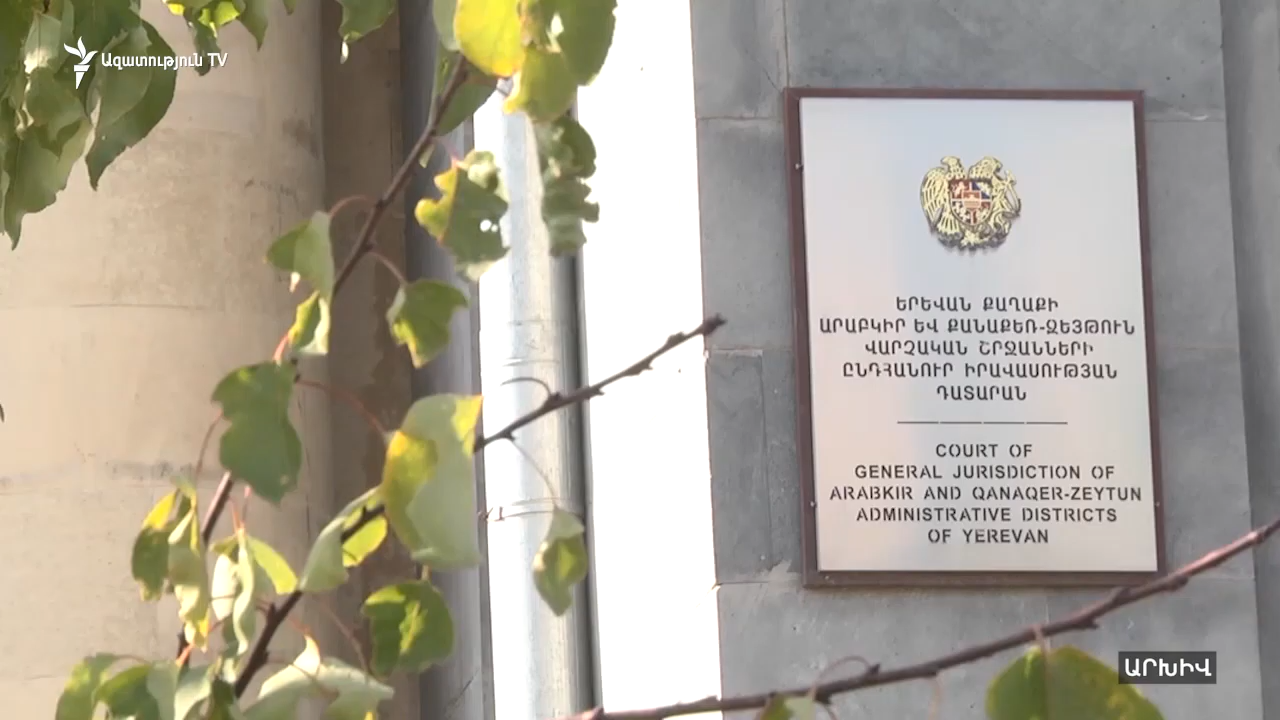 Ազատություն TV
ԵՐԵՎԱՆ ՔԱՂԱՔԻ
ԱՐԱԲԿԻՐ ԵՎ ՔԱՆԱՔԵՌ-ԶԵՅԹՈՒՆ
ՎԱՐՉԱԿԱՆ ՇՐՋԱՆՆԵՐԻ
ԸՆԴՀԱՆՈՒՐ ԻՐԱՎԱՍՈՒԹՅԱՆ
ԴԱՏԱՐԱՆ
COURT OF
GENERAL JURISDICTION OF
ARABKIR AND QANAQER-ZEYTUN
ADMINISTRATIVE DISTRICTS
OF YEREVAN
ԱՐԽԻՎ